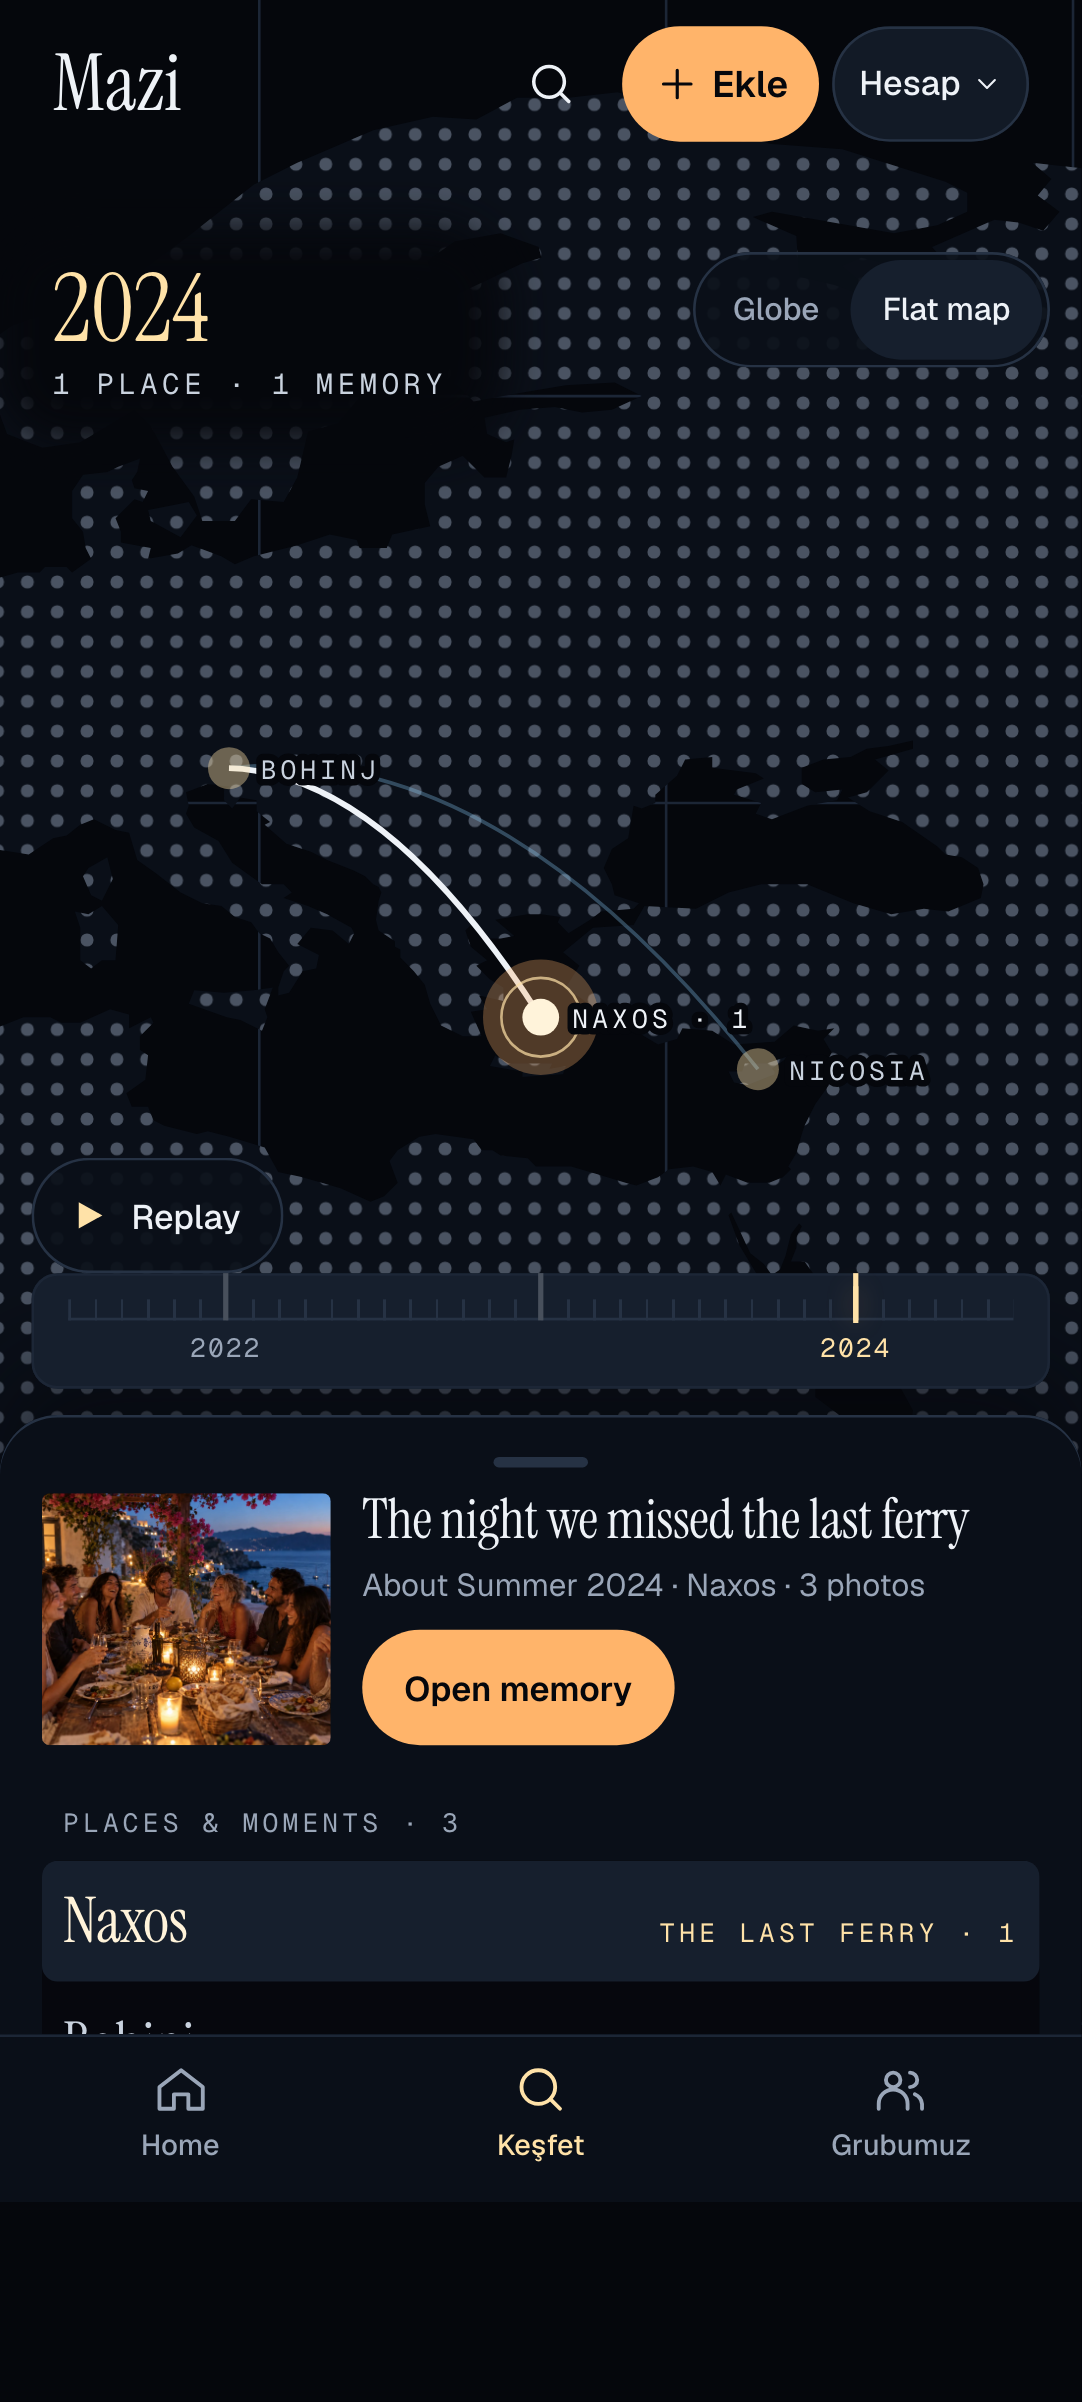 Mazi
Ekle
Hesap
2024
1 PLACE · 1 MEMORY
Globe
Flat map
BOHINJ
NAXOS · 1
NICOSIA
Replay
2022
2024
The night we missed the last ferry
About Summer 2024 · Naxos · 3 photos
Open memory
PLACES & MOMENTS · 3
Naxos
THE LAST FERRY · 1
Home
Keşfet
Grubumuz